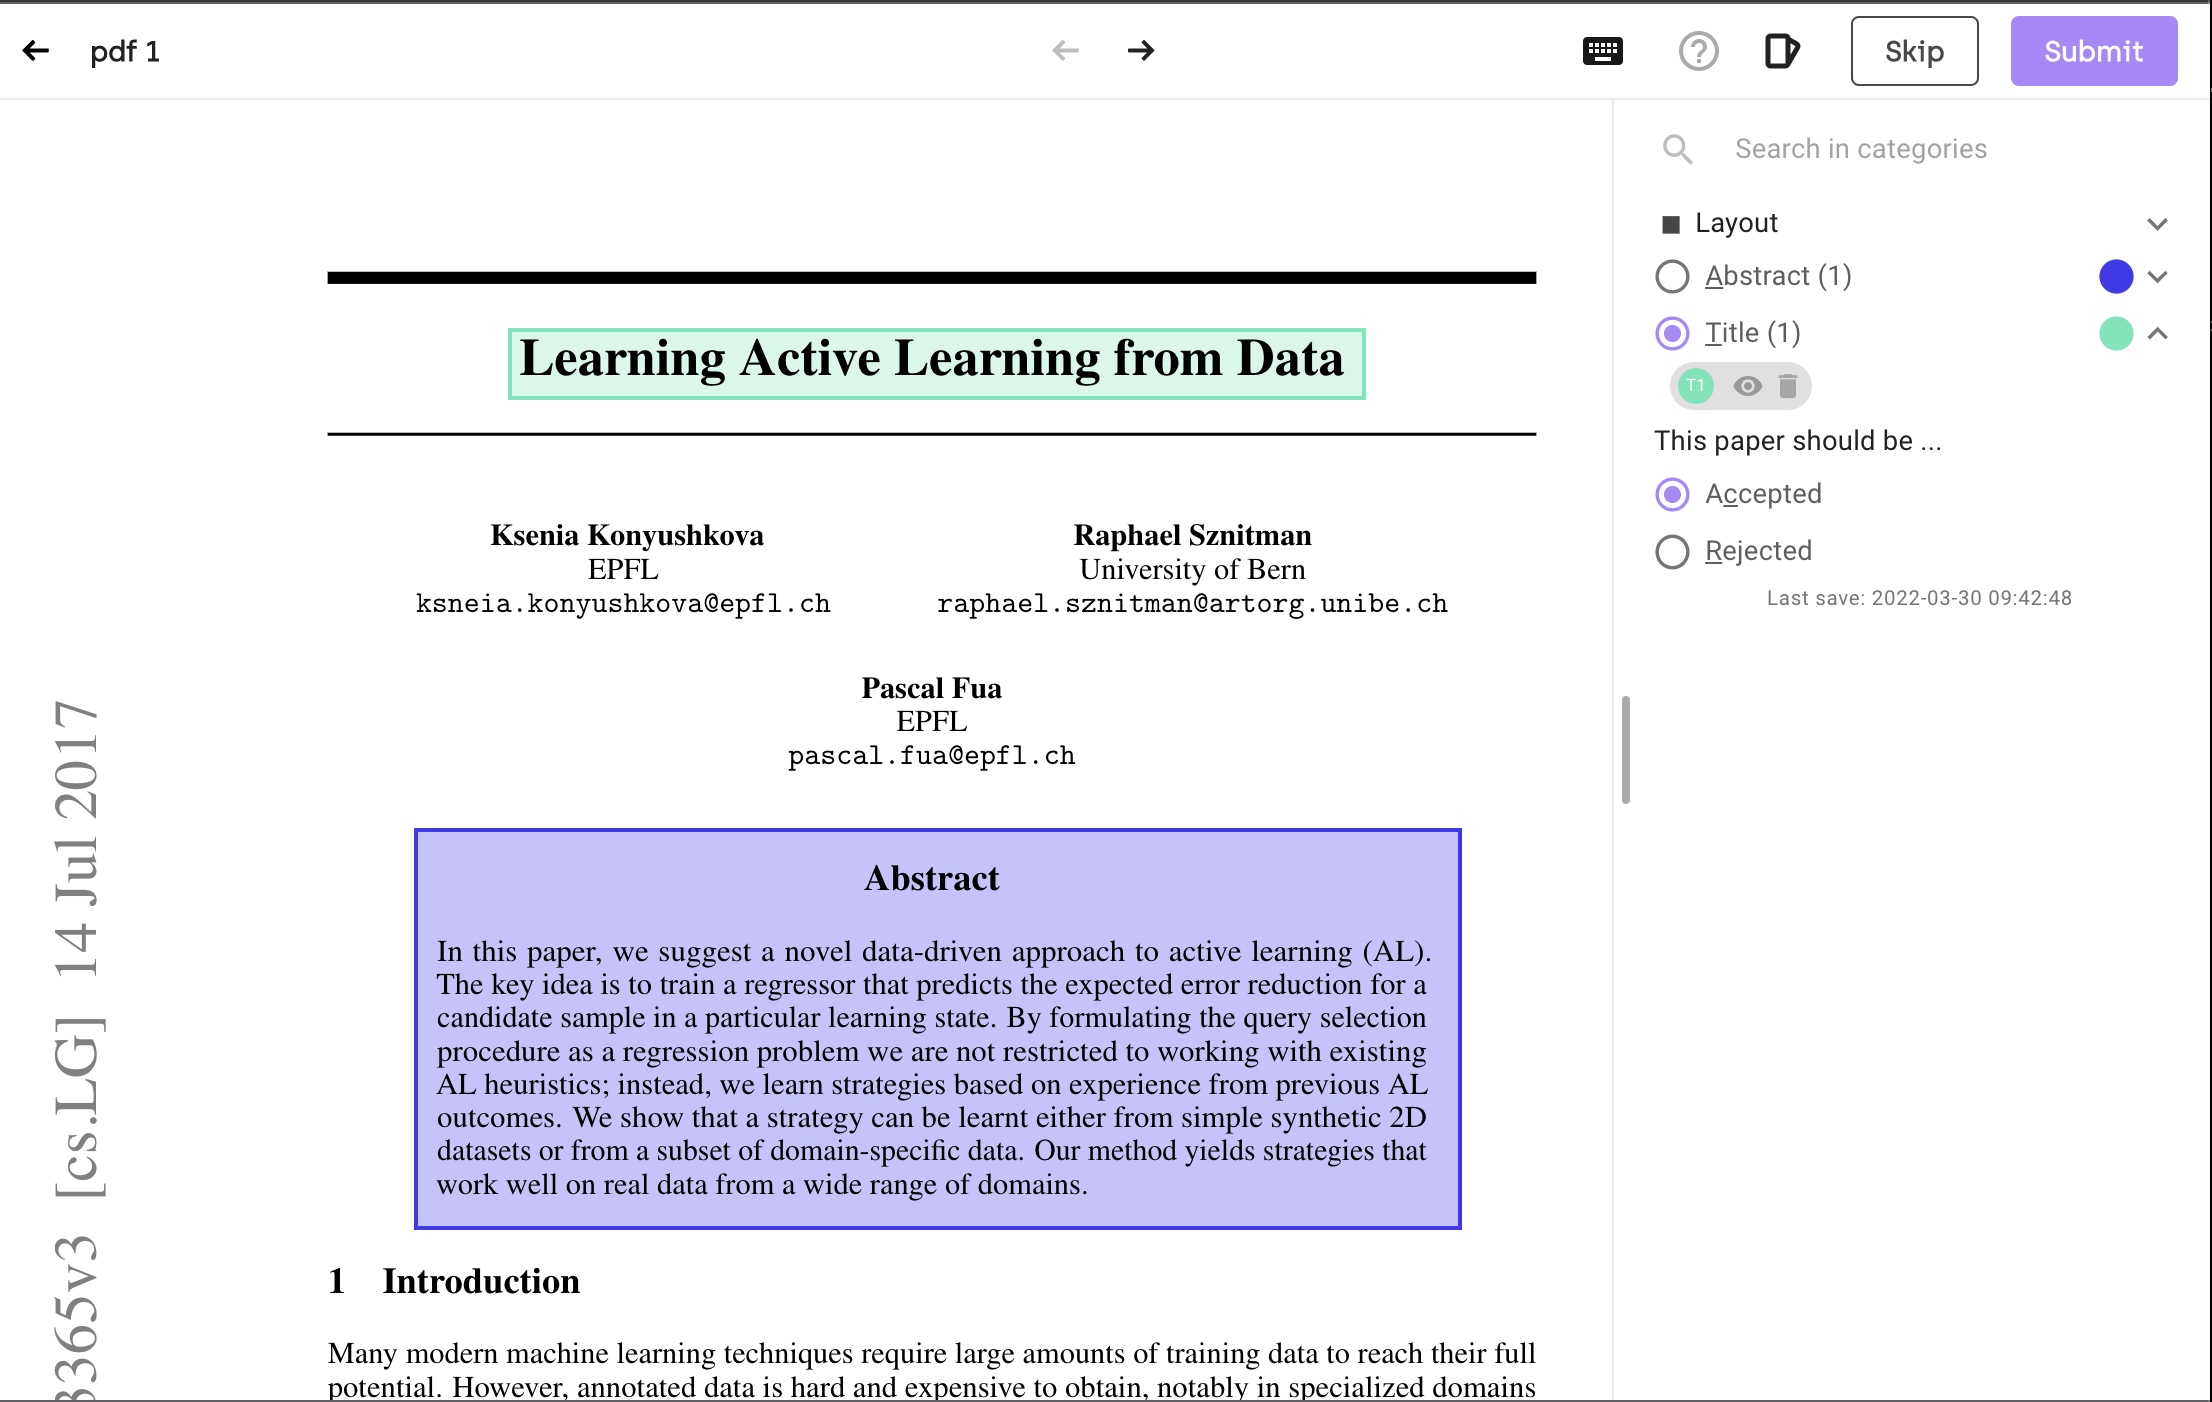 pdf 1
Skip
Submit
Learning Active Learning from Data
Ksenia Konyushkova
EPFL
ksneia.konyushkova@epfl.ch
Raphael Sznitman
University of Bern
raphael.sznitman@artorg.unibe.ch
Pascal Fua
EPFL
pascal.fua@epfl.ch
3365v3 [cs.LG] 14 Jul 2017
Abstract
In this paper, we suggest a novel data-driven approach to active learning (AL).
The key idea is to train a regressor that predicts the expected error reduction for a
candidate sample in a particular learning state. By formulating the query selection
procedure as a regression problem we are not restricted to working with existing
AL heuristics; instead, we learn strategies based on experience from previous AL
outcomes. We show that a strategy can be learnt either from simple synthetic 2D
datasets or from a subset of domain-specific data. Our method yields strategies that
work well on real data from a wide range of domains.
1 Introduction
Many modern machine learning techniques require large amounts of training data to reach their full
potential. However, annotated data is hard and expensive to obtain, notably in specialized domains
Search in categories
Layout
Abstract (1)
Title (1)
T1
This paper should be ...
Accepted
Rejected
Last save: 2022-03-30 09:42:48